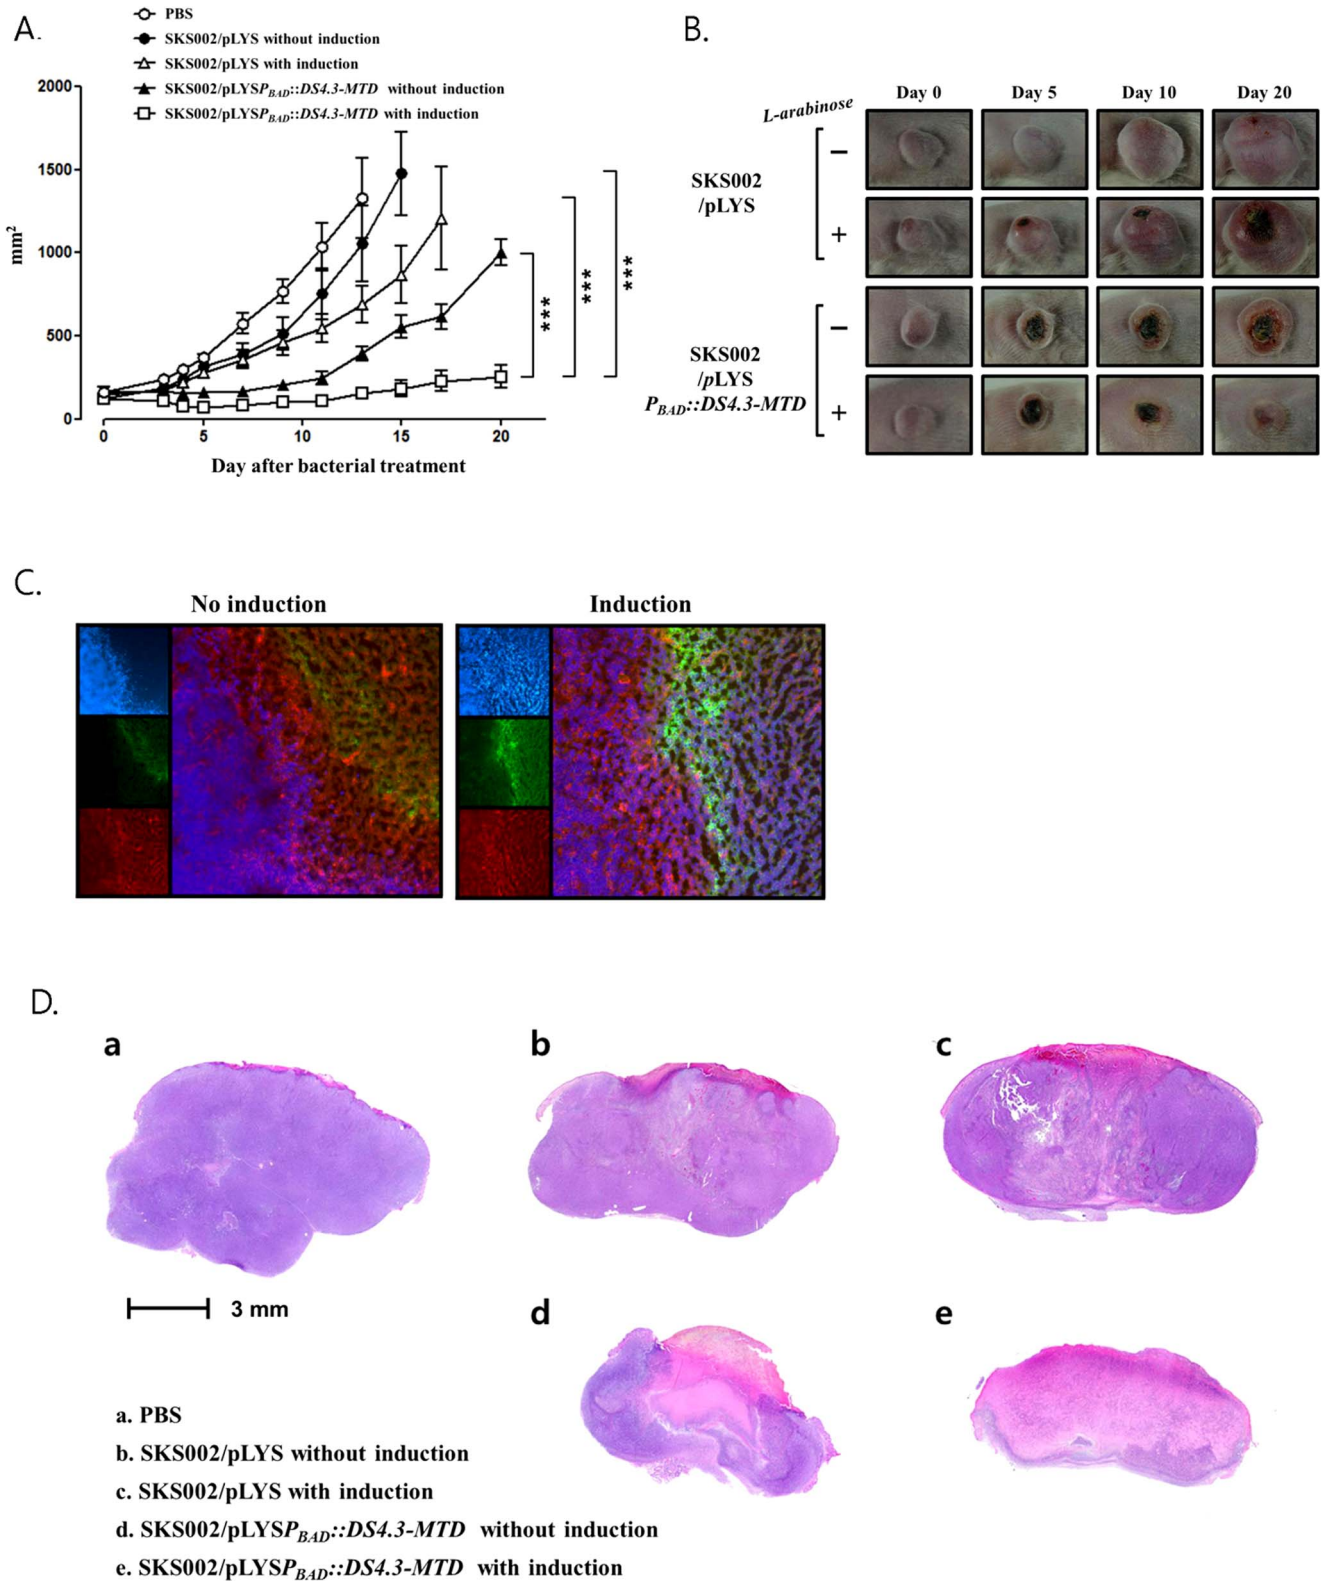 A.
PBS
SKS002/pLYS without induction
SKS002/pLYS with induction
SKS002/pLYSP_BAD::DS4.3-MTD without induction
SKS002/pLYSP_BAD::DS4.3-MTD with induction
2000
1500
1000
500
0
mm²
0 5 10 15 20
Day after bacterial treatment
***
***
***
B.
L-arabinose
Day 0 Day 5 Day 10 Day 20
SKS002
/pLYS
−
+
SKS002
/pLYS
P_BAD::DS4.3-MTD
−
+
C.
No induction
Induction
D.
a
b
c
3 mm
d
e
a. PBS
b. SKS002/pLYS without induction
c. SKS002/pLYS with induction
d. SKS002/pLYSP_BAD::DS4.3-MTD without induction
e. SKS002/pLYSP_BAD::DS4.3-MTD with induction